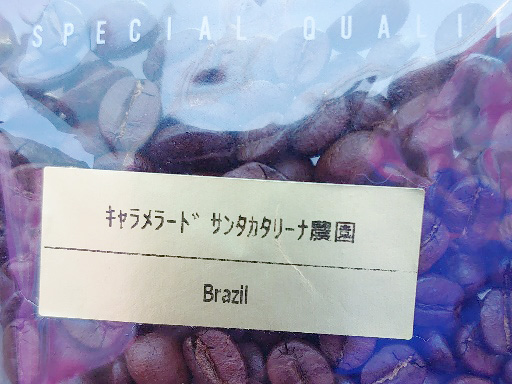 SPECIAL QUALIT
ｷｬﾗﾒﾗｰﾄﾞ ｻﾝﾀｶﾀﾘｰﾅ農園
Brazil